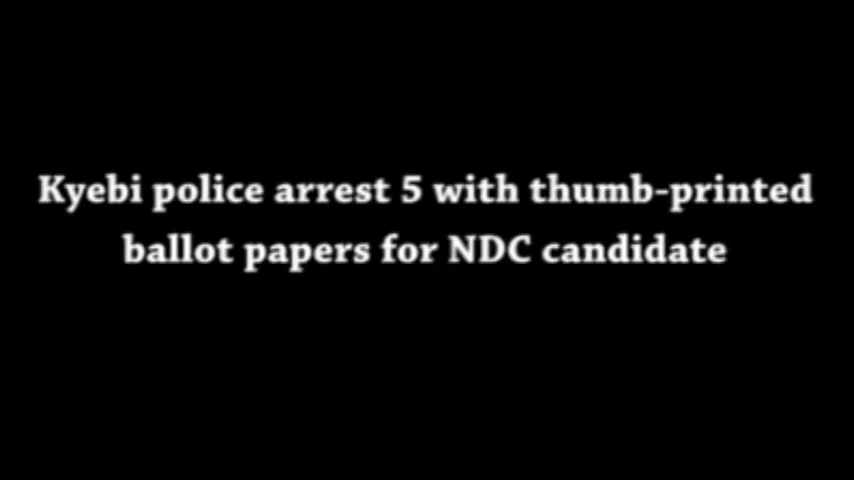 Kyebi police arrest 5 with thumb-printed
ballot papers for NDC candidate